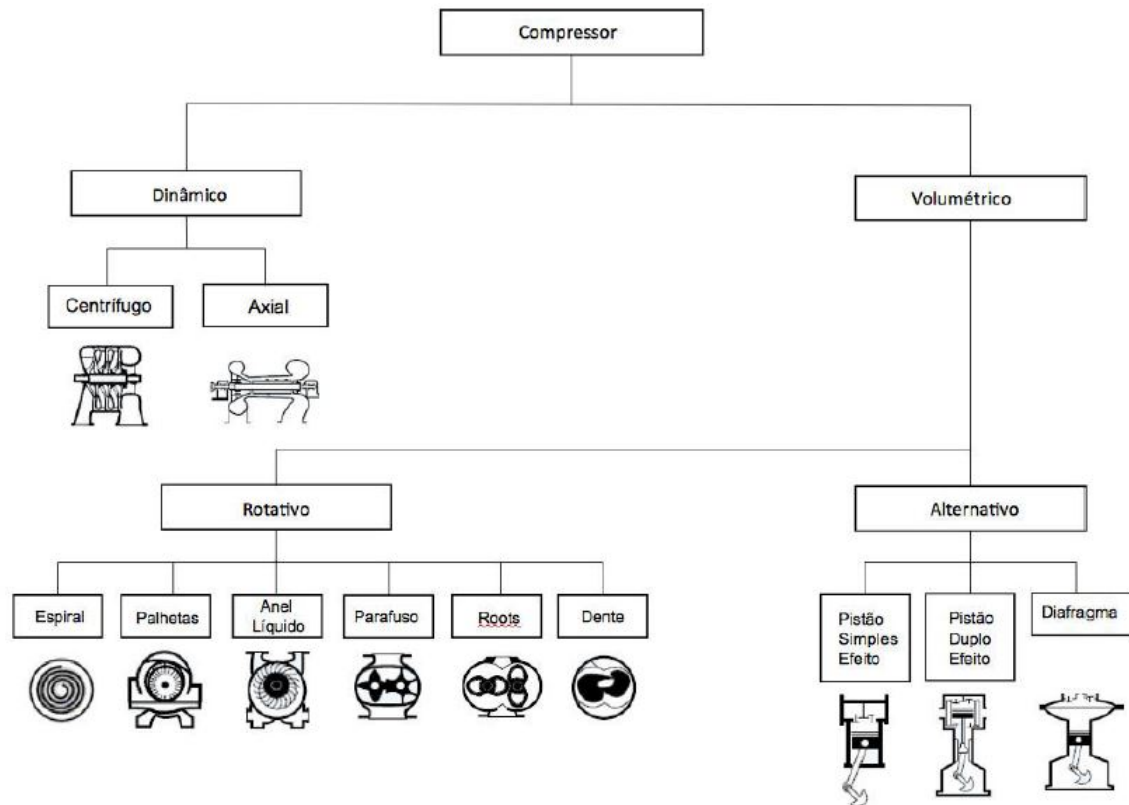 Compressor
Dinâmico
Volumétrico
Centrífugo
Axial
Rotativo
Alternativo
Espiral
Palhetas
Anel
Líquido
Parafuso
Roots
Dente
Pistão
Simples
Efeito
Pistão
Duplo
Efeito
Diafragma